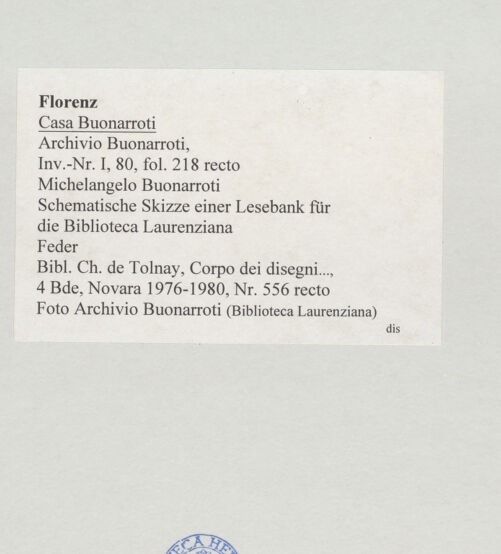 Florenz
Casa Buonarroti
Archivio Buonarroti,
Inv.-Nr. I, 80, fol. 218 recto
Michelangelo Buonarroti
Schematische Skizze einer Lesebank für
die Biblioteca Laurenziana
Feder
Bibl. Ch. de Tolnay, Corpo dei disegni...,
4 Bde, Novara 1976-1980, Nr. 556 recto
Foto Archivio Buonarroti (Biblioteca Laurenziana)
dis